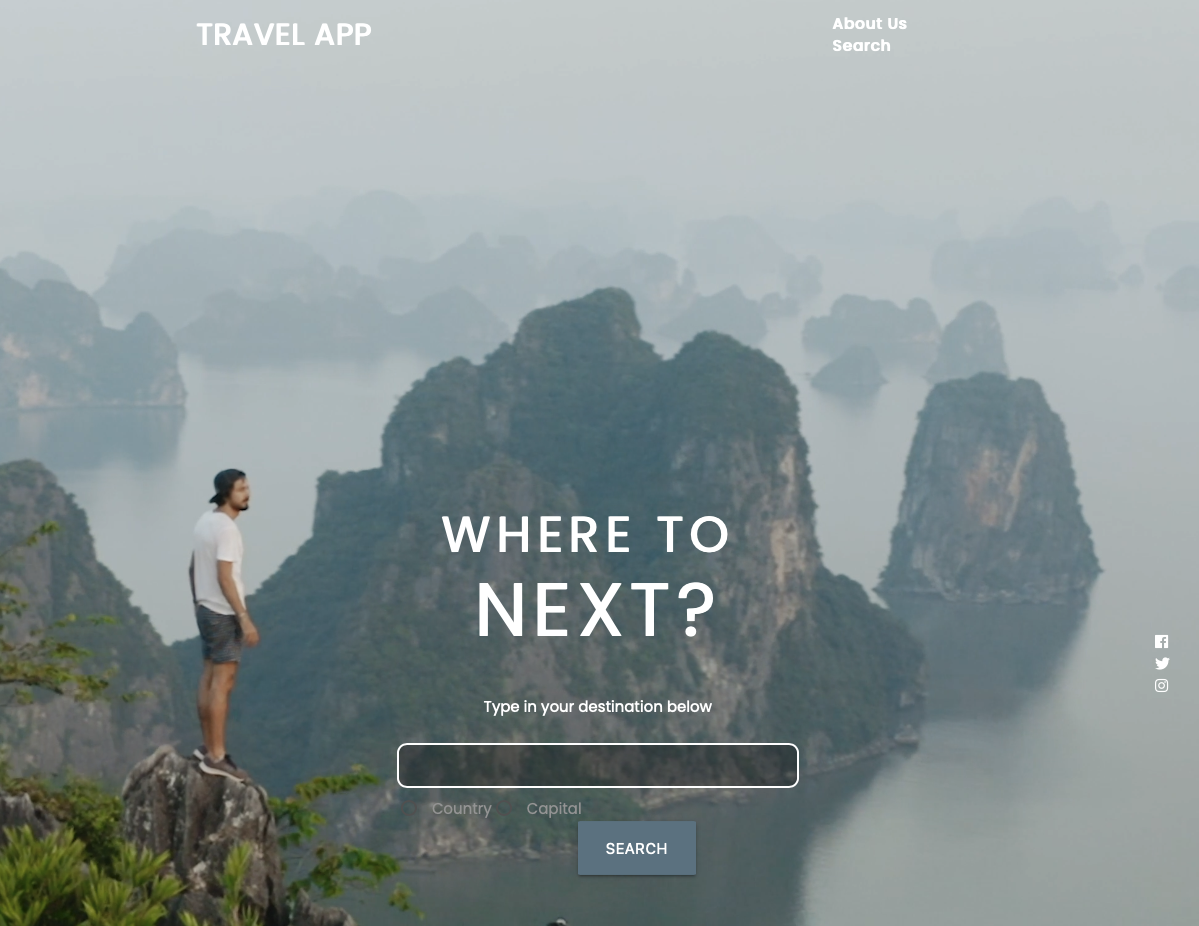 TRAVEL APP
About Us
Search
WHERE TO
NEXT?
Type in your destination below
Country Capital
SEARCH